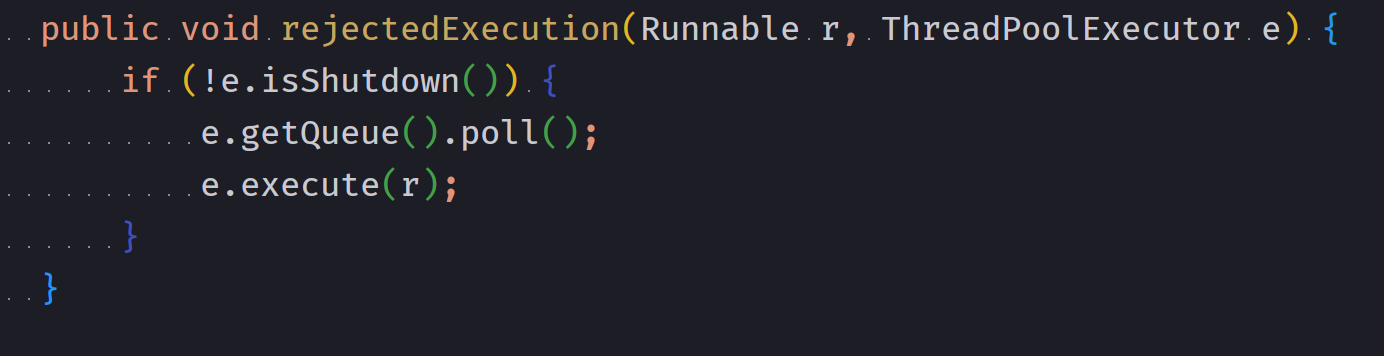 public void rejectedExecution(Runnable r, ThreadPoolExecutor e) {
if (!e.isShutdown()) {
e.getQueue().poll();
e.execute(r);
}
}